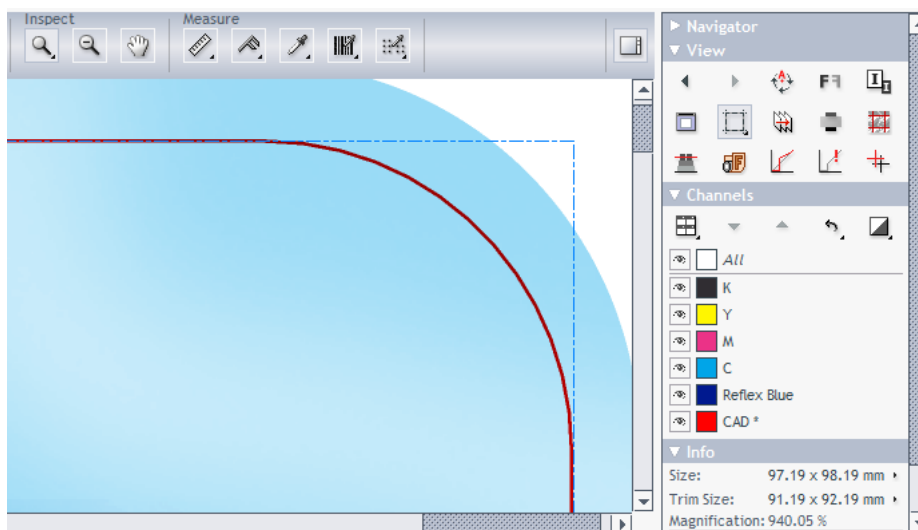 Inspect
Measure
Navigator
View
Channels
All
K
Y
M
C
Reflex Blue
CAD *
Info
Size: 97.19 x 98.19 mm
Trim Size: 91.19 x 92.19 mm
Magnification: 940.05 %